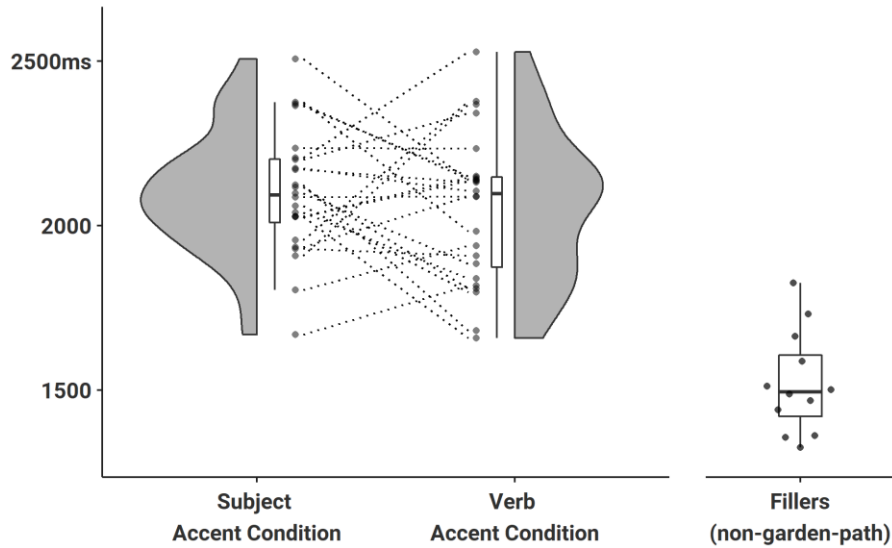 2500ms
2000
1500
Subject
Accent Condition
Verb
Accent Condition
Fillers
(non-garden-path)